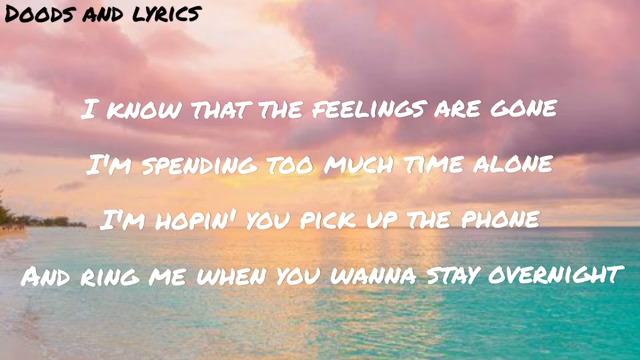 Doods and lyrics
I know that the feelings are gone
I'm spending too much time alone
I'm hopin' you pick up the phone
And ring me when you wanna stay overnight